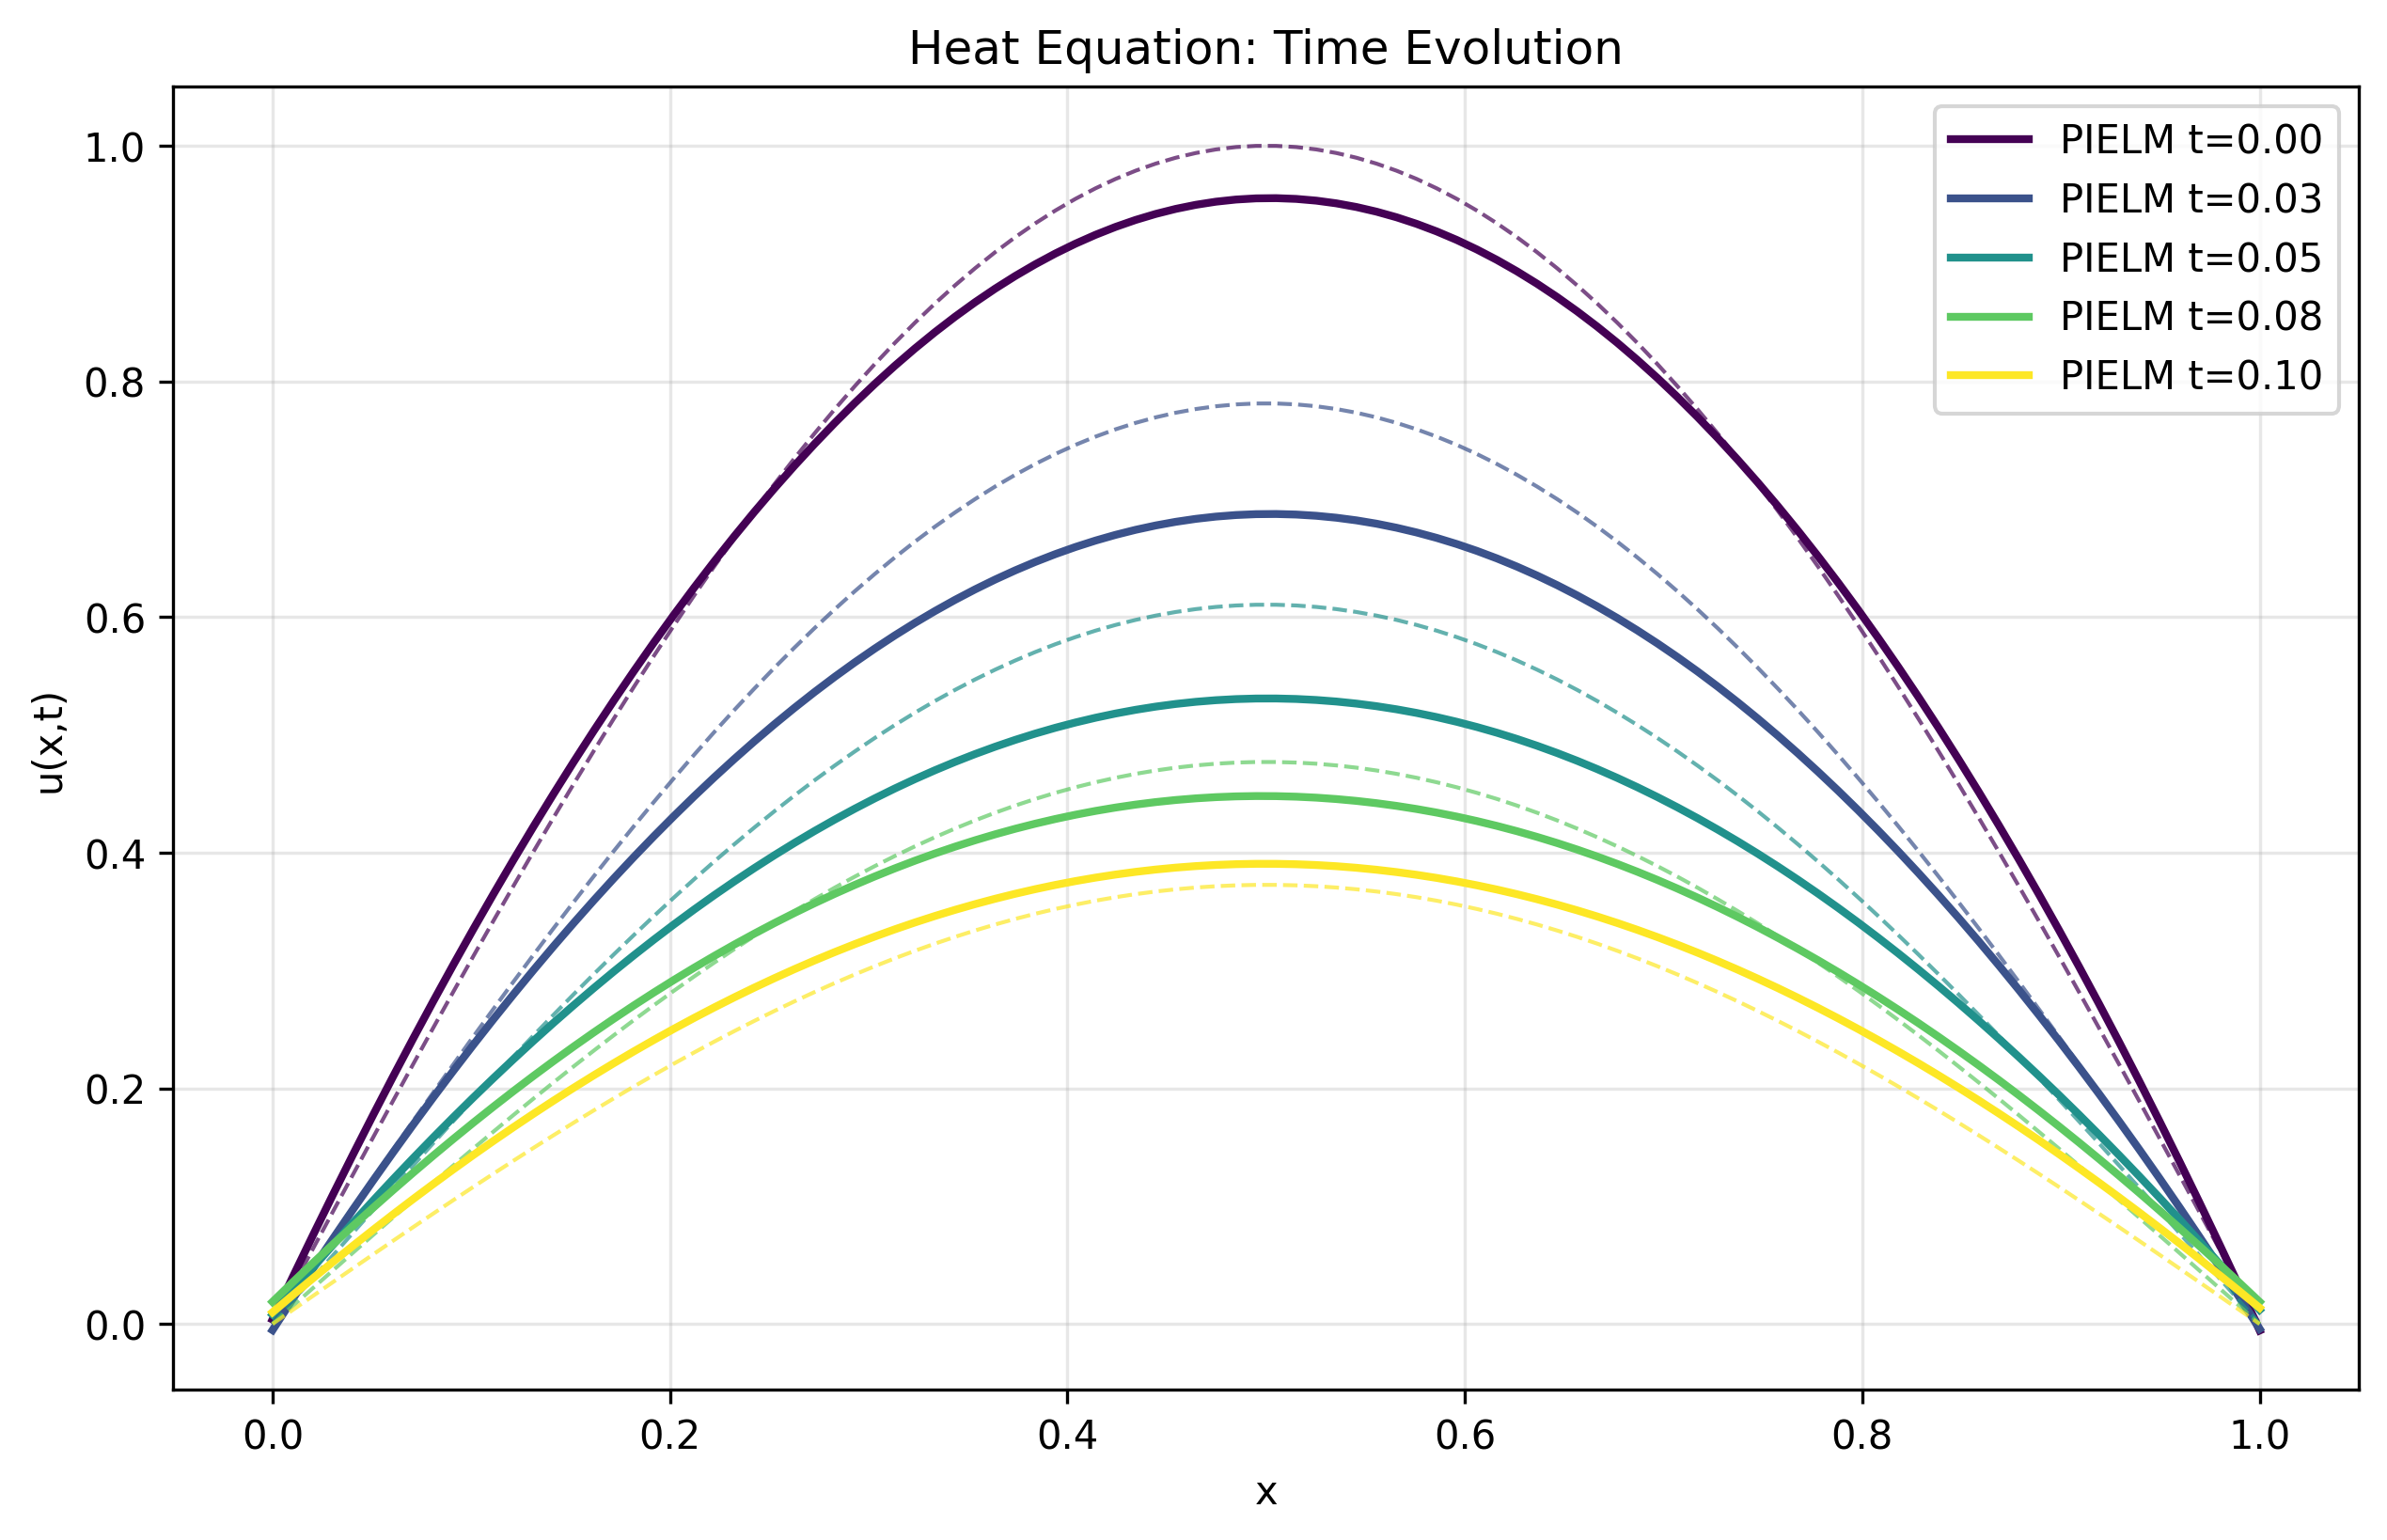 Heat Equation: Time Evolution
PIELM t=0.00
PIELM t=0.03
PIELM t=0.05
PIELM t=0.08
PIELM t=0.10
u(x,t)
1.0
0.8
0.6
0.4
0.2
0.0
0.0 0.2 0.4 0.6 0.8 1.0
x